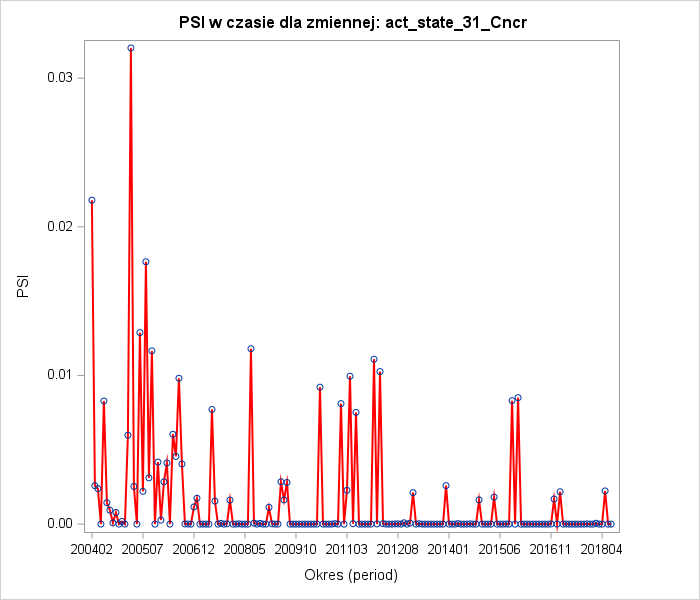 PSI w czasie dla zmiennej: act_state_31_Cncr
0.03
0.02
0.01
0.00
PSI
200402 200507 200612 200805 200910 201103 201208 201401 201506 201611 201804
Okres (period)